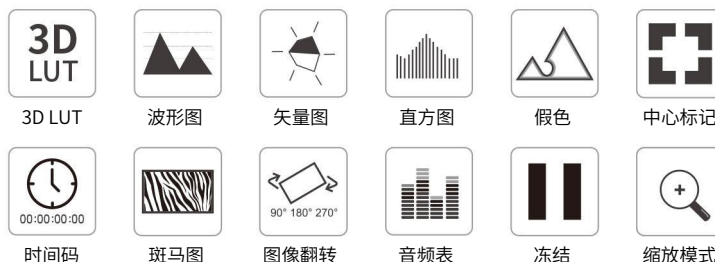 3D
LUT
3D LUT
波形图
矢量图
直方图
假色
中心标记
00:00:00:00
90° 180° 270°
时间码
斑马图
图像翻转
音频表
冻结
缩放模式